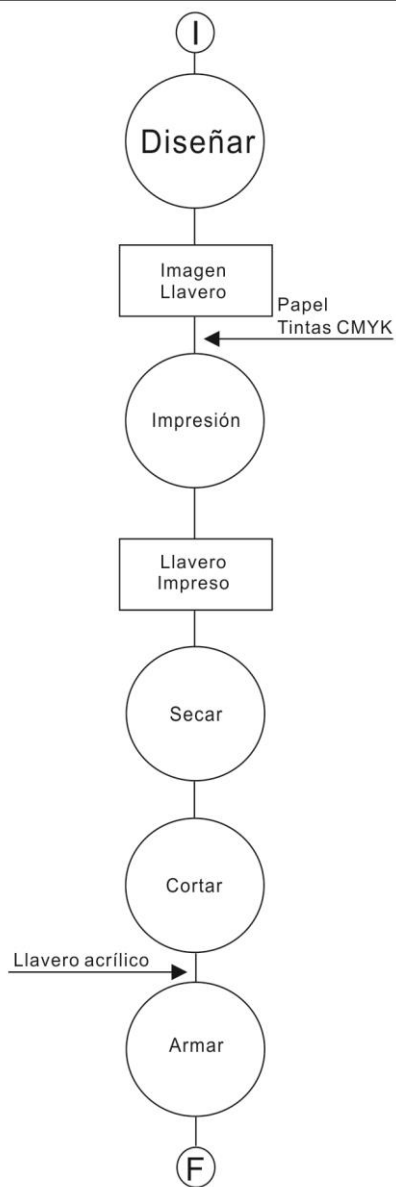 I
Diseñar
Imagen
Llavero
Papel
Tintas CMYK
Impresión
Llavero
Impreso
Secar
Cortar
Llavero acrílico
Armar
F